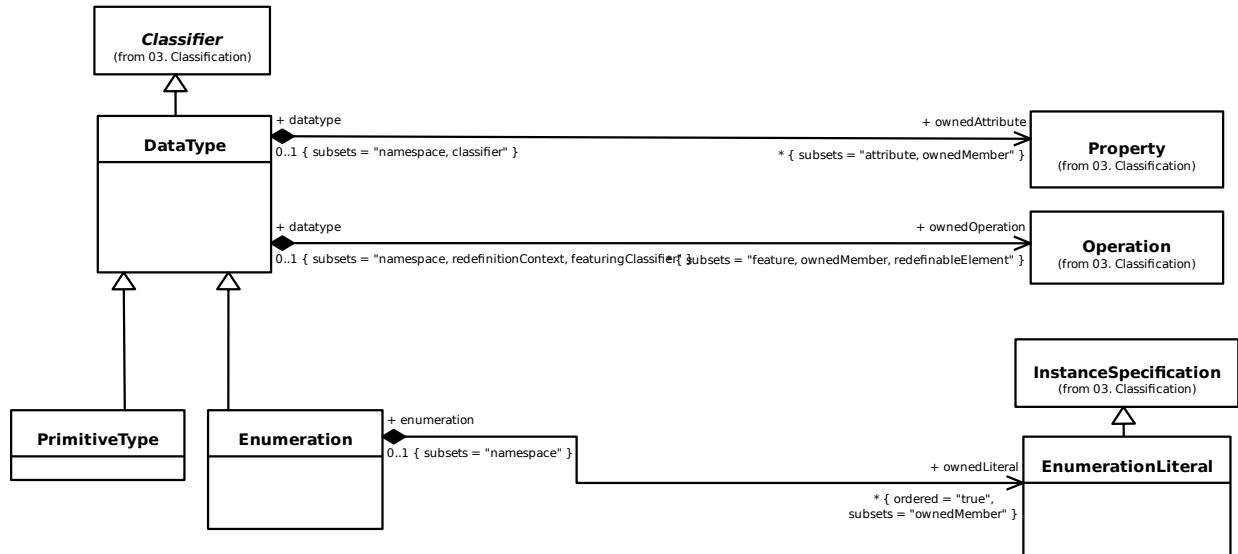 Classifier
(from 03. Classification)
DataType
+ datatype
+ ownedAttribute
0..1 { subsets = "namespace, classifier" }
* { subsets = "attribute, ownedMember" }
Property
(from 03. Classification)
+ datatype
+ ownedOperation
0..1 { subsets = "namespace, redefinitionContext, featuringClassifier" }
* { subsets = "feature, ownedMember, redefinableElement" }
Operation
(from 03. Classification)
InstanceSpecification
(from 03. Classification)
PrimitiveType
Enumeration
+ enumeration
0..1 { subsets = "namespace" }
+ ownedLiteral
* { ordered = "true",
subsets = "ownedMember" }
EnumerationLiteral